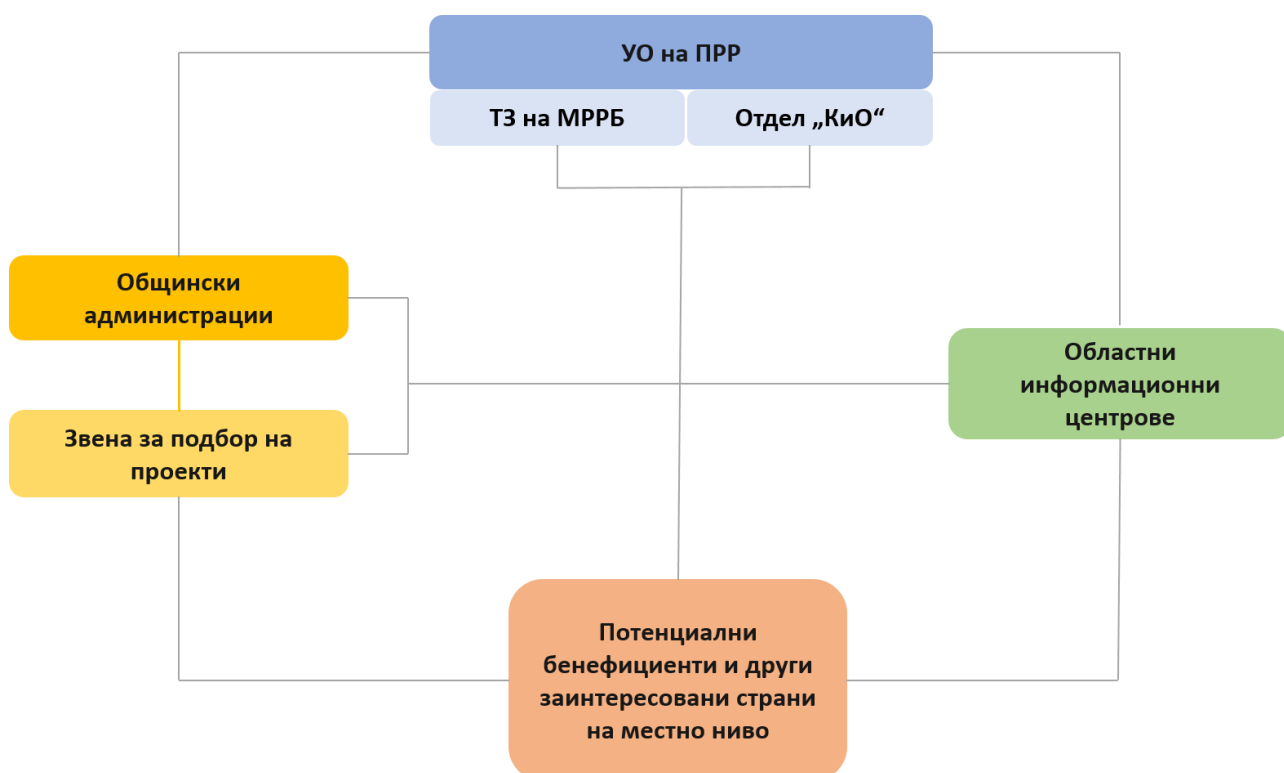 УО на ПРР
ТЗ на МРРБ
Отдел „КиО“
Общински
администрации
Областни
информационни
центрове
Звена за подбор на
проекти
Потенциални
бенефициенти и други
заинтересовани страни
на местно ниво